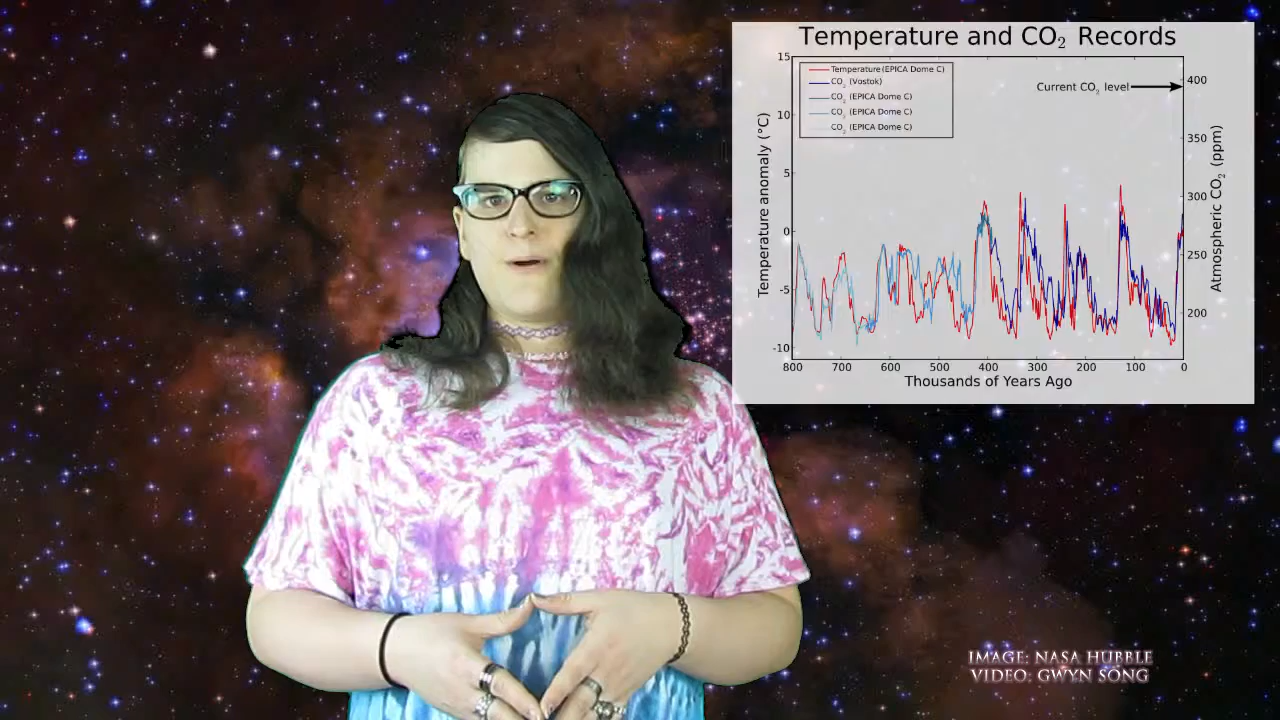 Temperature and CO₂ Records
Temperature(EPICA Dome C)
CO₂ (Vostok)
CO₂ (EPICA Dome C)
CO₂ (EPICA Dome C)
CO₂ (EPICA Dome C)
Current CO₂ level
15
10
5
0
-5
-10
Temperature anomaly (°C)
400
350
300
250
200
Atmospheric CO₂ (ppm)
800 700 600 500 400 300 200 100 0
Thousands of Years Ago
IMAGE: NASA HUBBLE
VIDEO: GWYN SONG